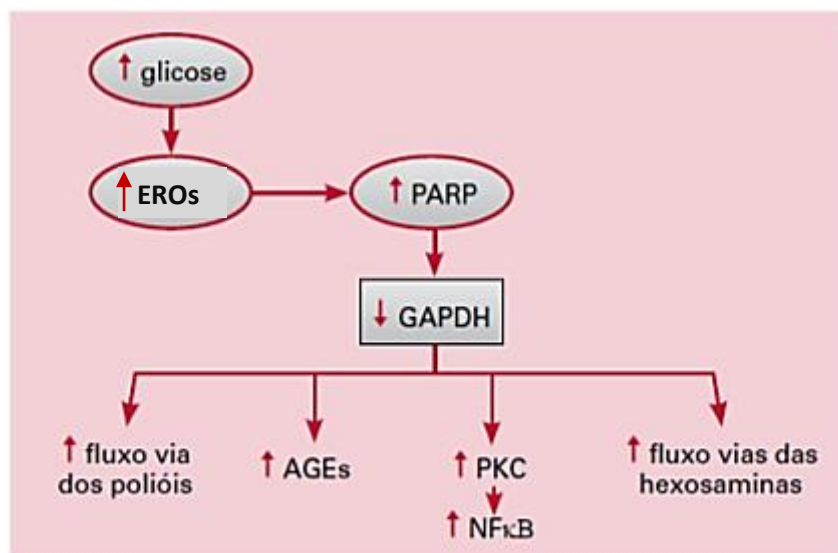 ↑ glicose
↑ EROs
↑ PARP
↓ GAPDH
↑ fluxo via
dos polióis
↑ AGEs
↑ PKC
↑ NFκB
↑ fluxo vias das
hexosaminas